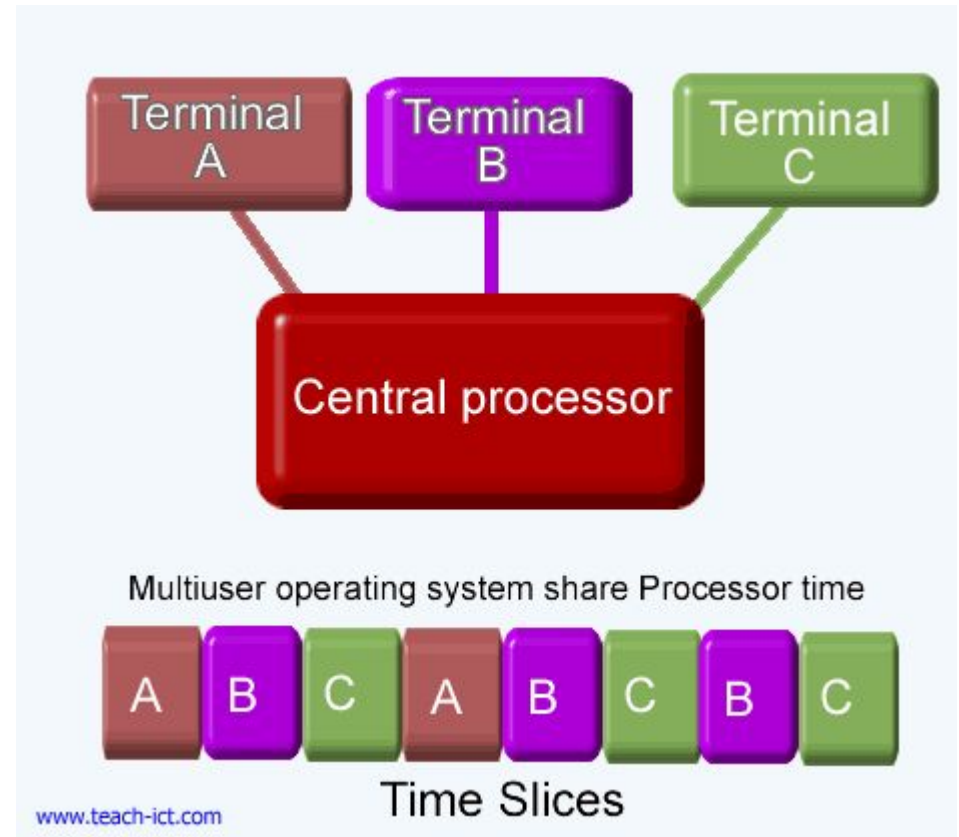 Terminal
A
Terminal
B
Terminal
C
Central processor
Multiuser operating system share Processor time
A B C A B C B C
Time Slices
www.teach-ict.com